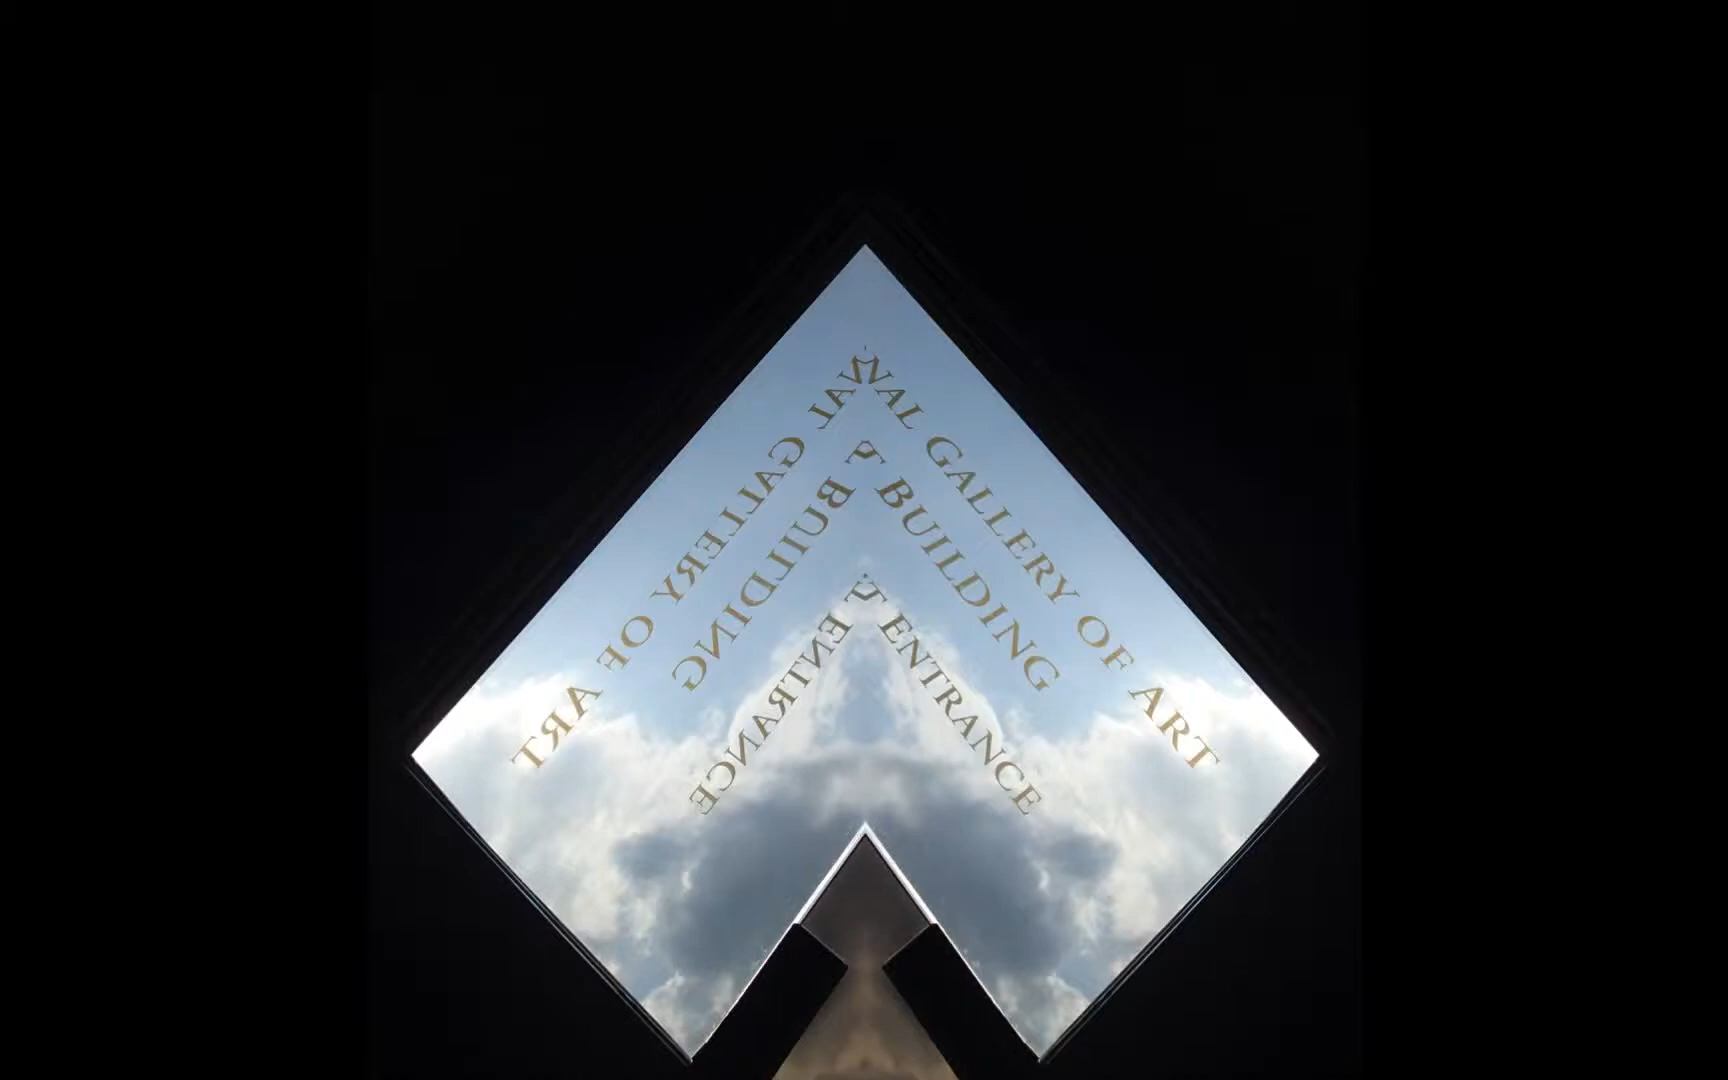 NAL GALLERY OF ART
BUILDING
ENTRANCE
NAL GALLERY OF ART
BUILDING
ENTRANCE